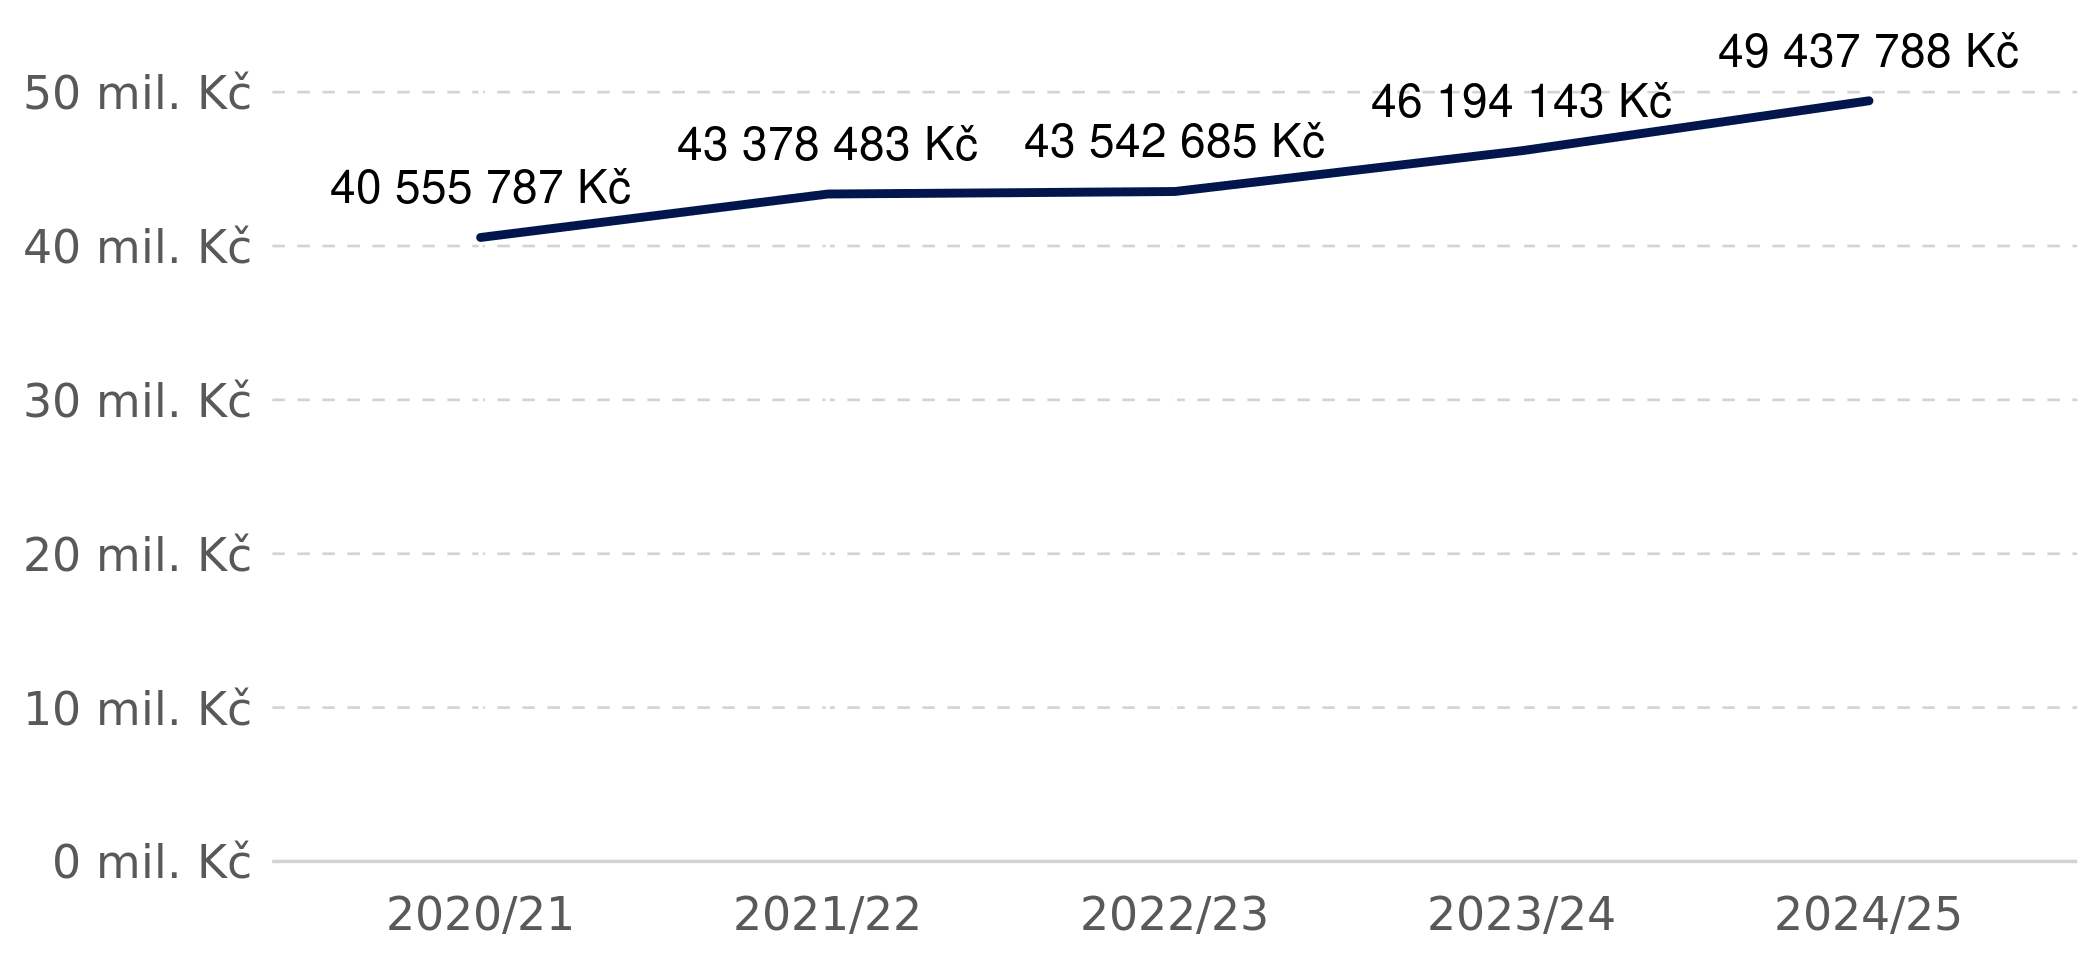 49 437 788 Kč
50 mil. Kč
46 194 143 Kč
43 378 483 Kč
43 542 685 Kč
40 555 787 Kč
40 mil. Kč
30 mil. Kč
20 mil. Kč
10 mil. Kč
0 mil. Kč
2020/21 2021/22 2022/23 2023/24 2024/25